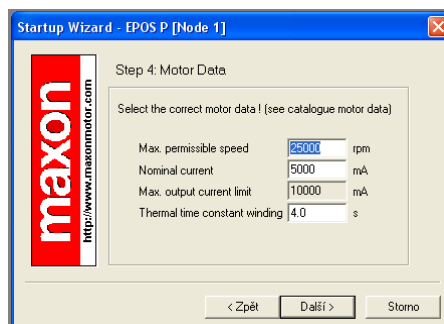 Startup Wizard - EPOS P [Node 1]
maxon
http://www.maxonmotor.com
Step 4: Motor Data
Select the correct motor data ! (see catalogue motor data)
Max. permissible speed 25000 rpm
Nominal current 5000 mA
Max. output current limit 10000 mA
Thermal time constant winding 4.0 s
< Zpět Další > Storno